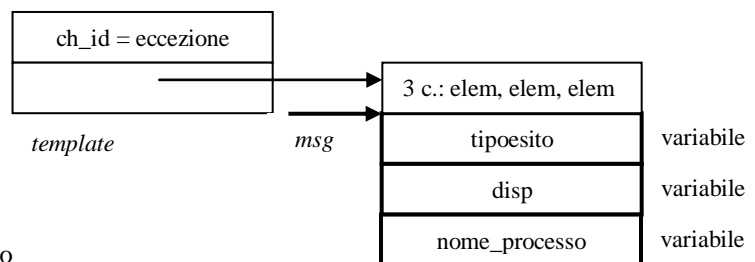 ch_id = eccezione
3 c.: elem, elem, elem
template
msg
tipoesito
variabile
disp
variabile
nome_processo
variabile
o